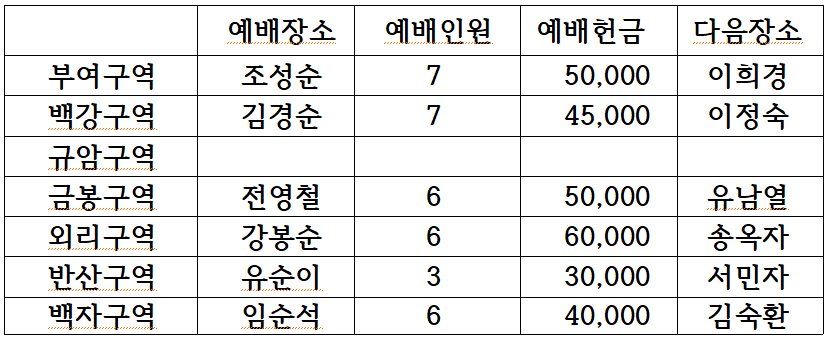 예배장소 예배인원 예배헌금 다음장소
부여구역 조성순 7 50,000 이희경
백강구역 김경순 7 45,000 이정숙
규암구역
금봉구역 전영철 6 50,000 유남열
외리구역 강봉순 6 60,000 송옥자
반산구역 유순이 3 30,000 서민자
백자구역 임순석 6 40,000 김숙환